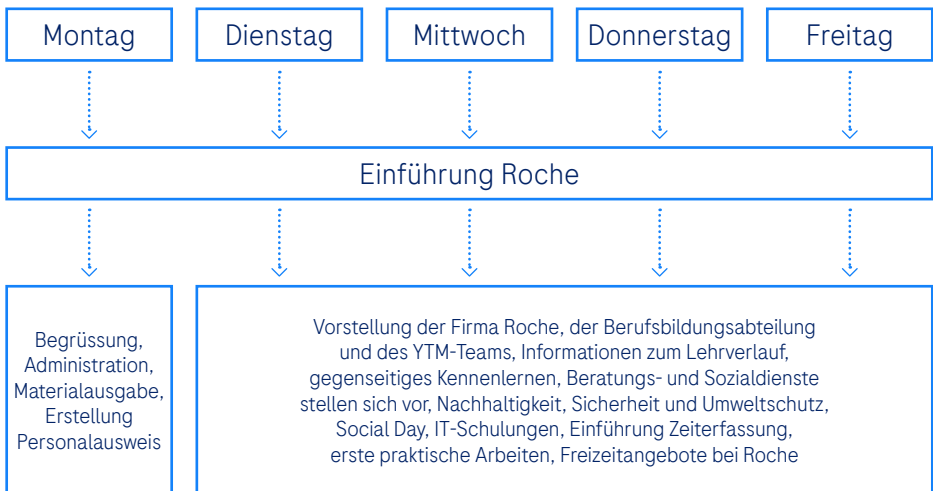 Montag
Dienstag
Mittwoch
Donnerstag
Freitag
Einführung Roche
Begrüssung,
Administration,
Materialausgabe,
Erstellung
Personalausweis
Vorstellung der Firma Roche, der Berufsbildungsabteilung
und des YTM-Teams, Informationen zum Lehrverlauf,
gegenseitiges Kennenlernen, Beratungs- und Sozialdienste
stellen sich vor, Nachhaltigkeit, Sicherheit und Umweltschutz,
Social Day, IT-Schulungen, Einführung Zeiterfassung,
erste praktische Arbeiten, Freizeitangebote bei Roche